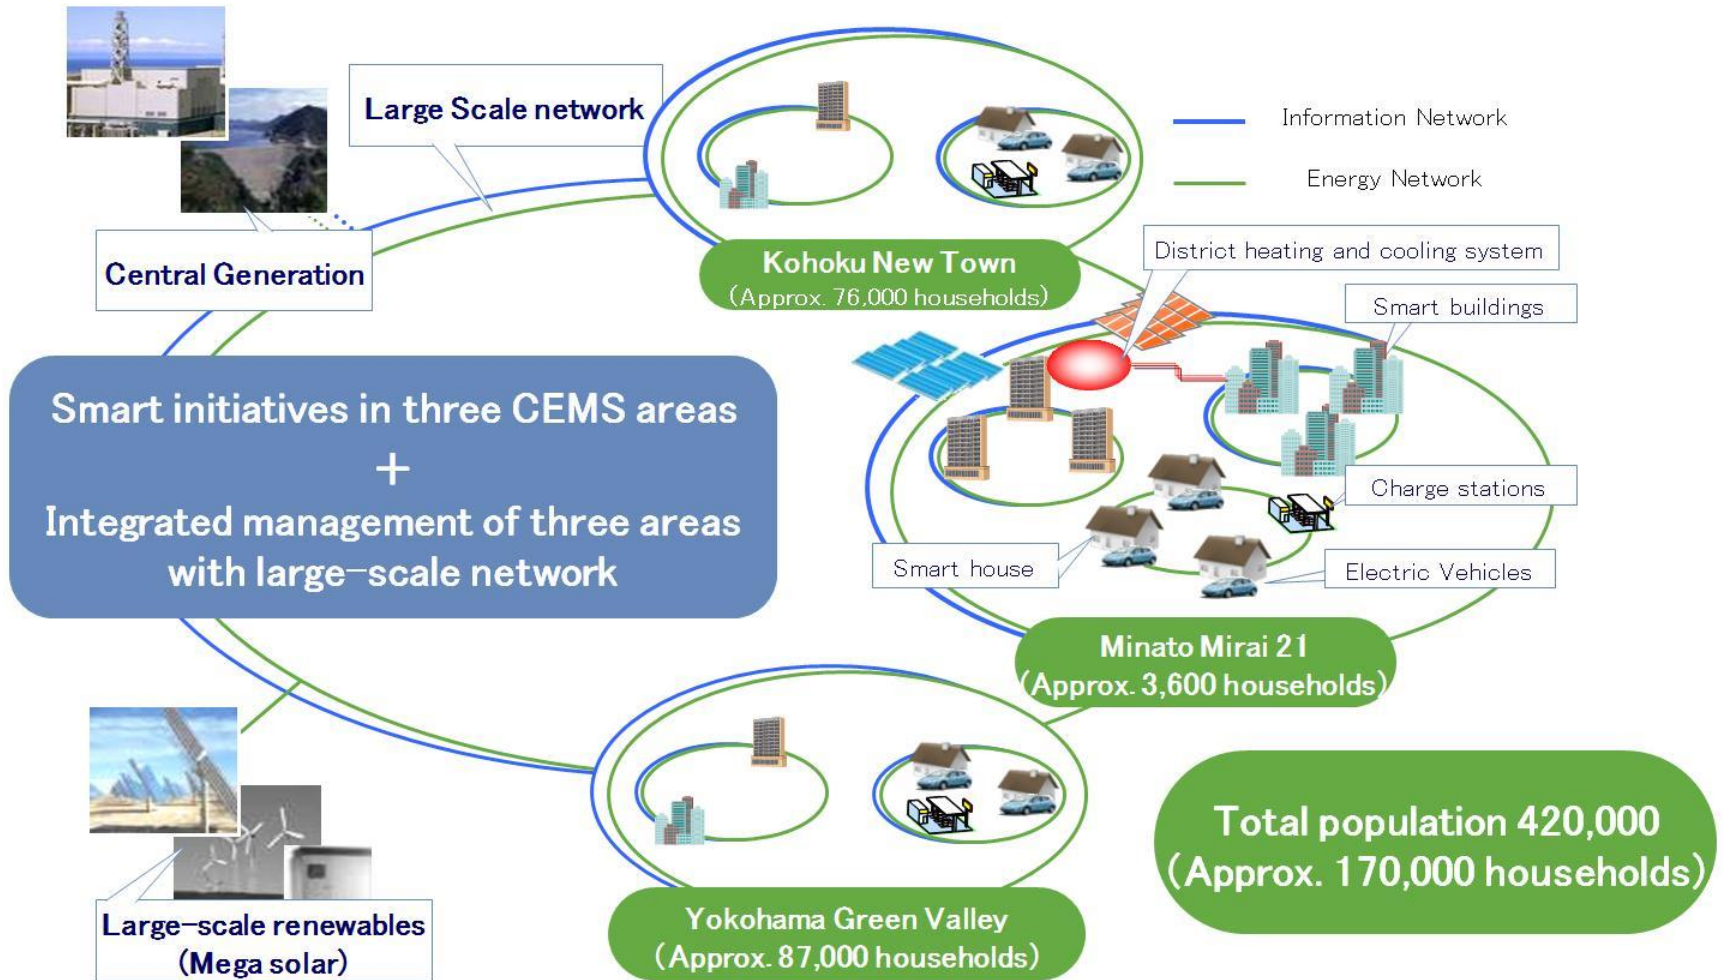 Large Scale network
Central Generation
Information Network
Energy Network
Kohoku New Town
(Approx. 76,000 households)
District heating and cooling system
Smart buildings
Smart initiatives in three CEMS areas
+
Integrated management of three areas
with large-scale network
Charge stations
Smart house
Electric Vehicles
Minato Mirai 21
(Approx. 3,600 households)
Total population 420,000
(Approx. 170,000 households)
Yokohama Green Valley
(Approx. 87,000 households)
Large-scale renewables
(Mega solar)